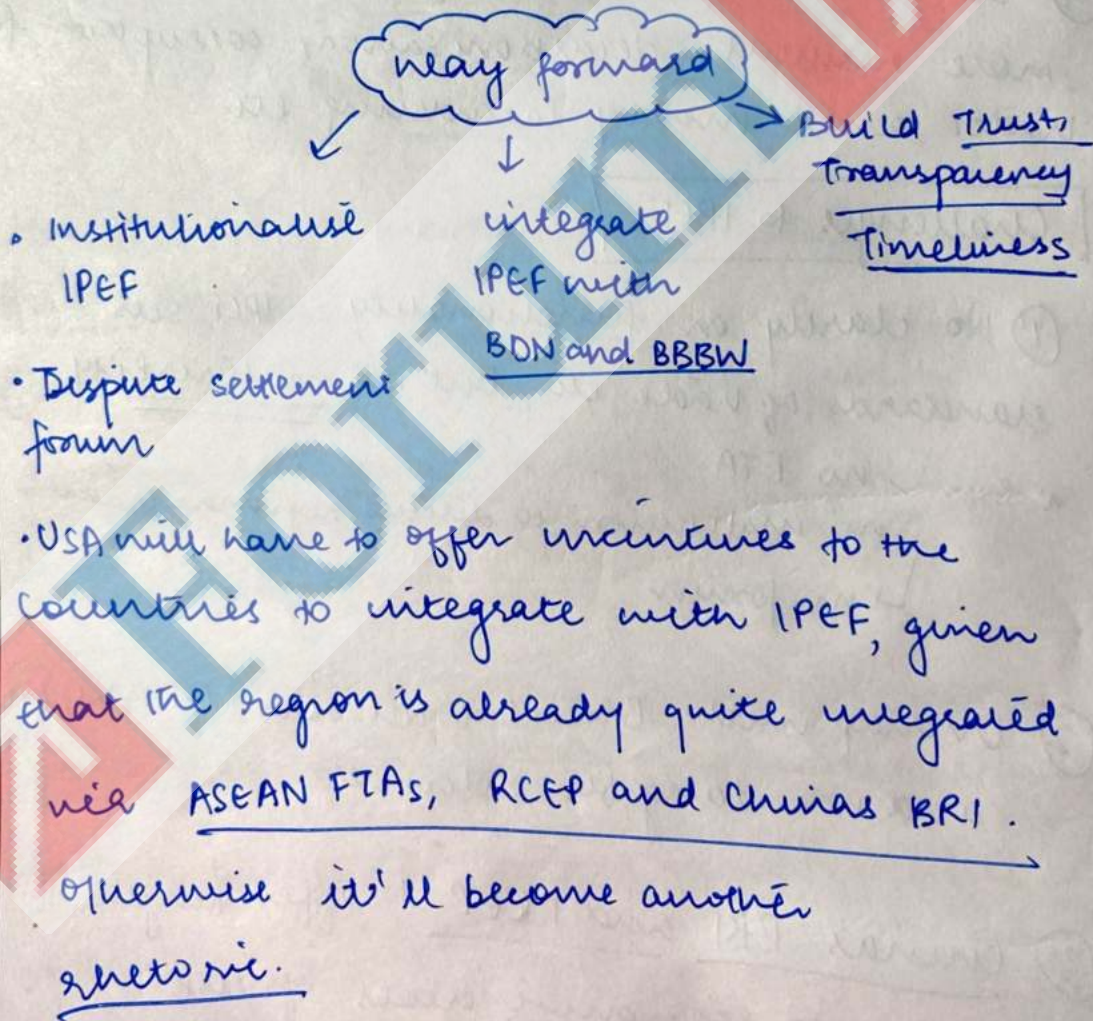 way forward
Build Trust,
Transparency
Timeliness
• Institutionalise
IPEF
integrate
IPEF with
BDN and BBBW
• Dispute settlement
forum
• USA will have to offer incentives to the
countries to integrate with IPEF, given
that the region is already quite integrated
via ASEAN FTAs, RCEP and Chinas BRI.
otherwise it'll become another
rhetoric.
Forum IA